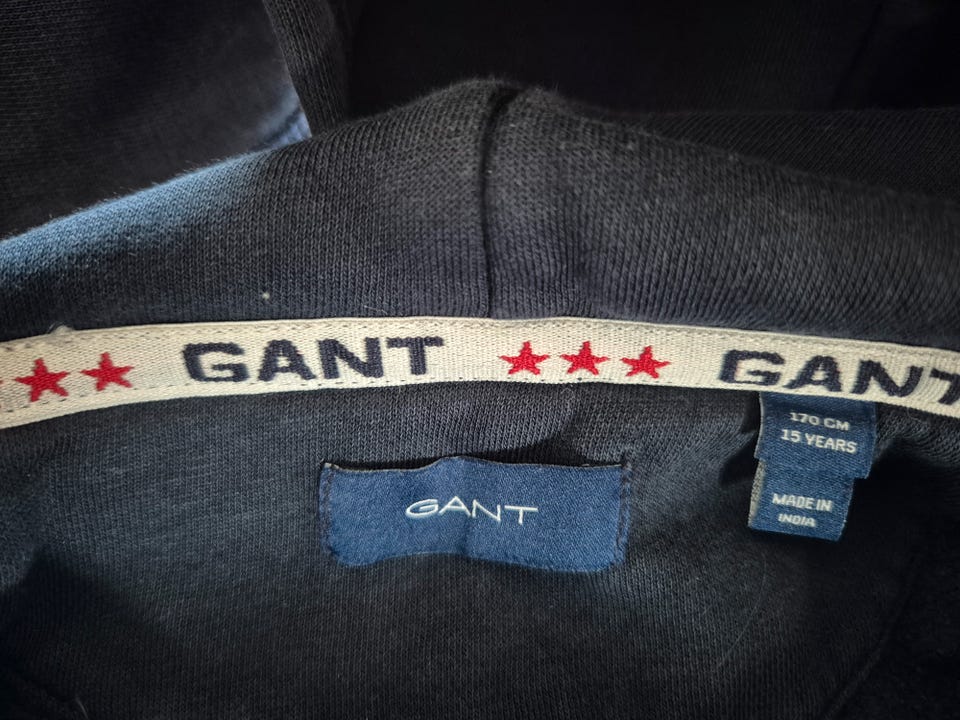 GANT GANT
170 CM
15 YEARS
GANT
MADE IN
INDIA